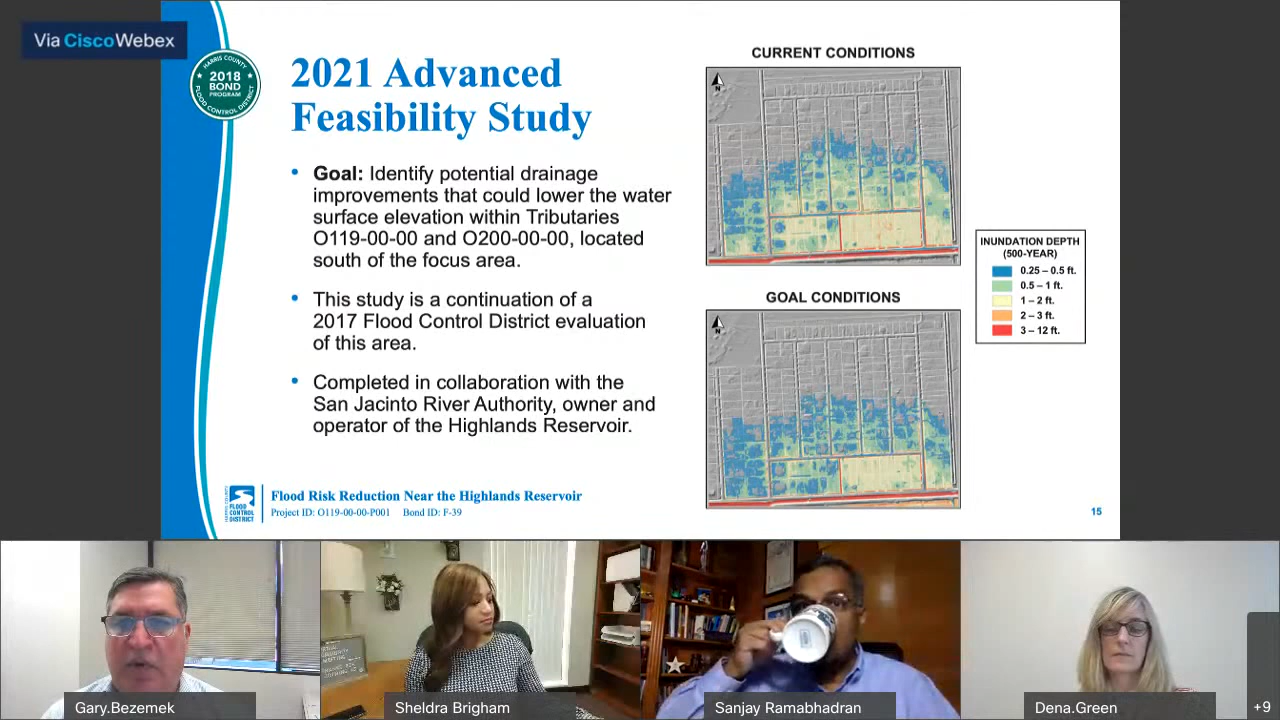 Via Cisco Webex
HARRIS COUNTY
2018
BOND
PROGRAM
FLOOD CONTROL DISTRICT
2021 Advanced
Feasibility Study
• Goal: Identify potential drainage
improvements that could lower the water
surface elevation within Tributaries
O119-00-00 and O200-00-00, located
south of the focus area.
• This study is a continuation of a
2017 Flood Control District evaluation
of this area.
• Completed in collaboration with the
San Jacinto River Authority, owner and
operator of the Highlands Reservoir.
CURRENT CONDITIONS
N
INUNDATION DEPTH
(500-YEAR)
0.25 – 0.5 ft.
0.5 – 1 ft.
1 – 2 ft.
2 – 3 ft.
3 – 12 ft.
GOAL CONDITIONS
N
HARRIS COUNTY
FLOOD
CONTROL
DISTRICT
Flood Risk Reduction Near the Highlands Reservoir
Project ID: O119-00-00-P001 Bond ID: F-39
15
Gary.Bezemek
Sheldra Brigham
Sanjay Ramabhadran
Dena.Green
+9